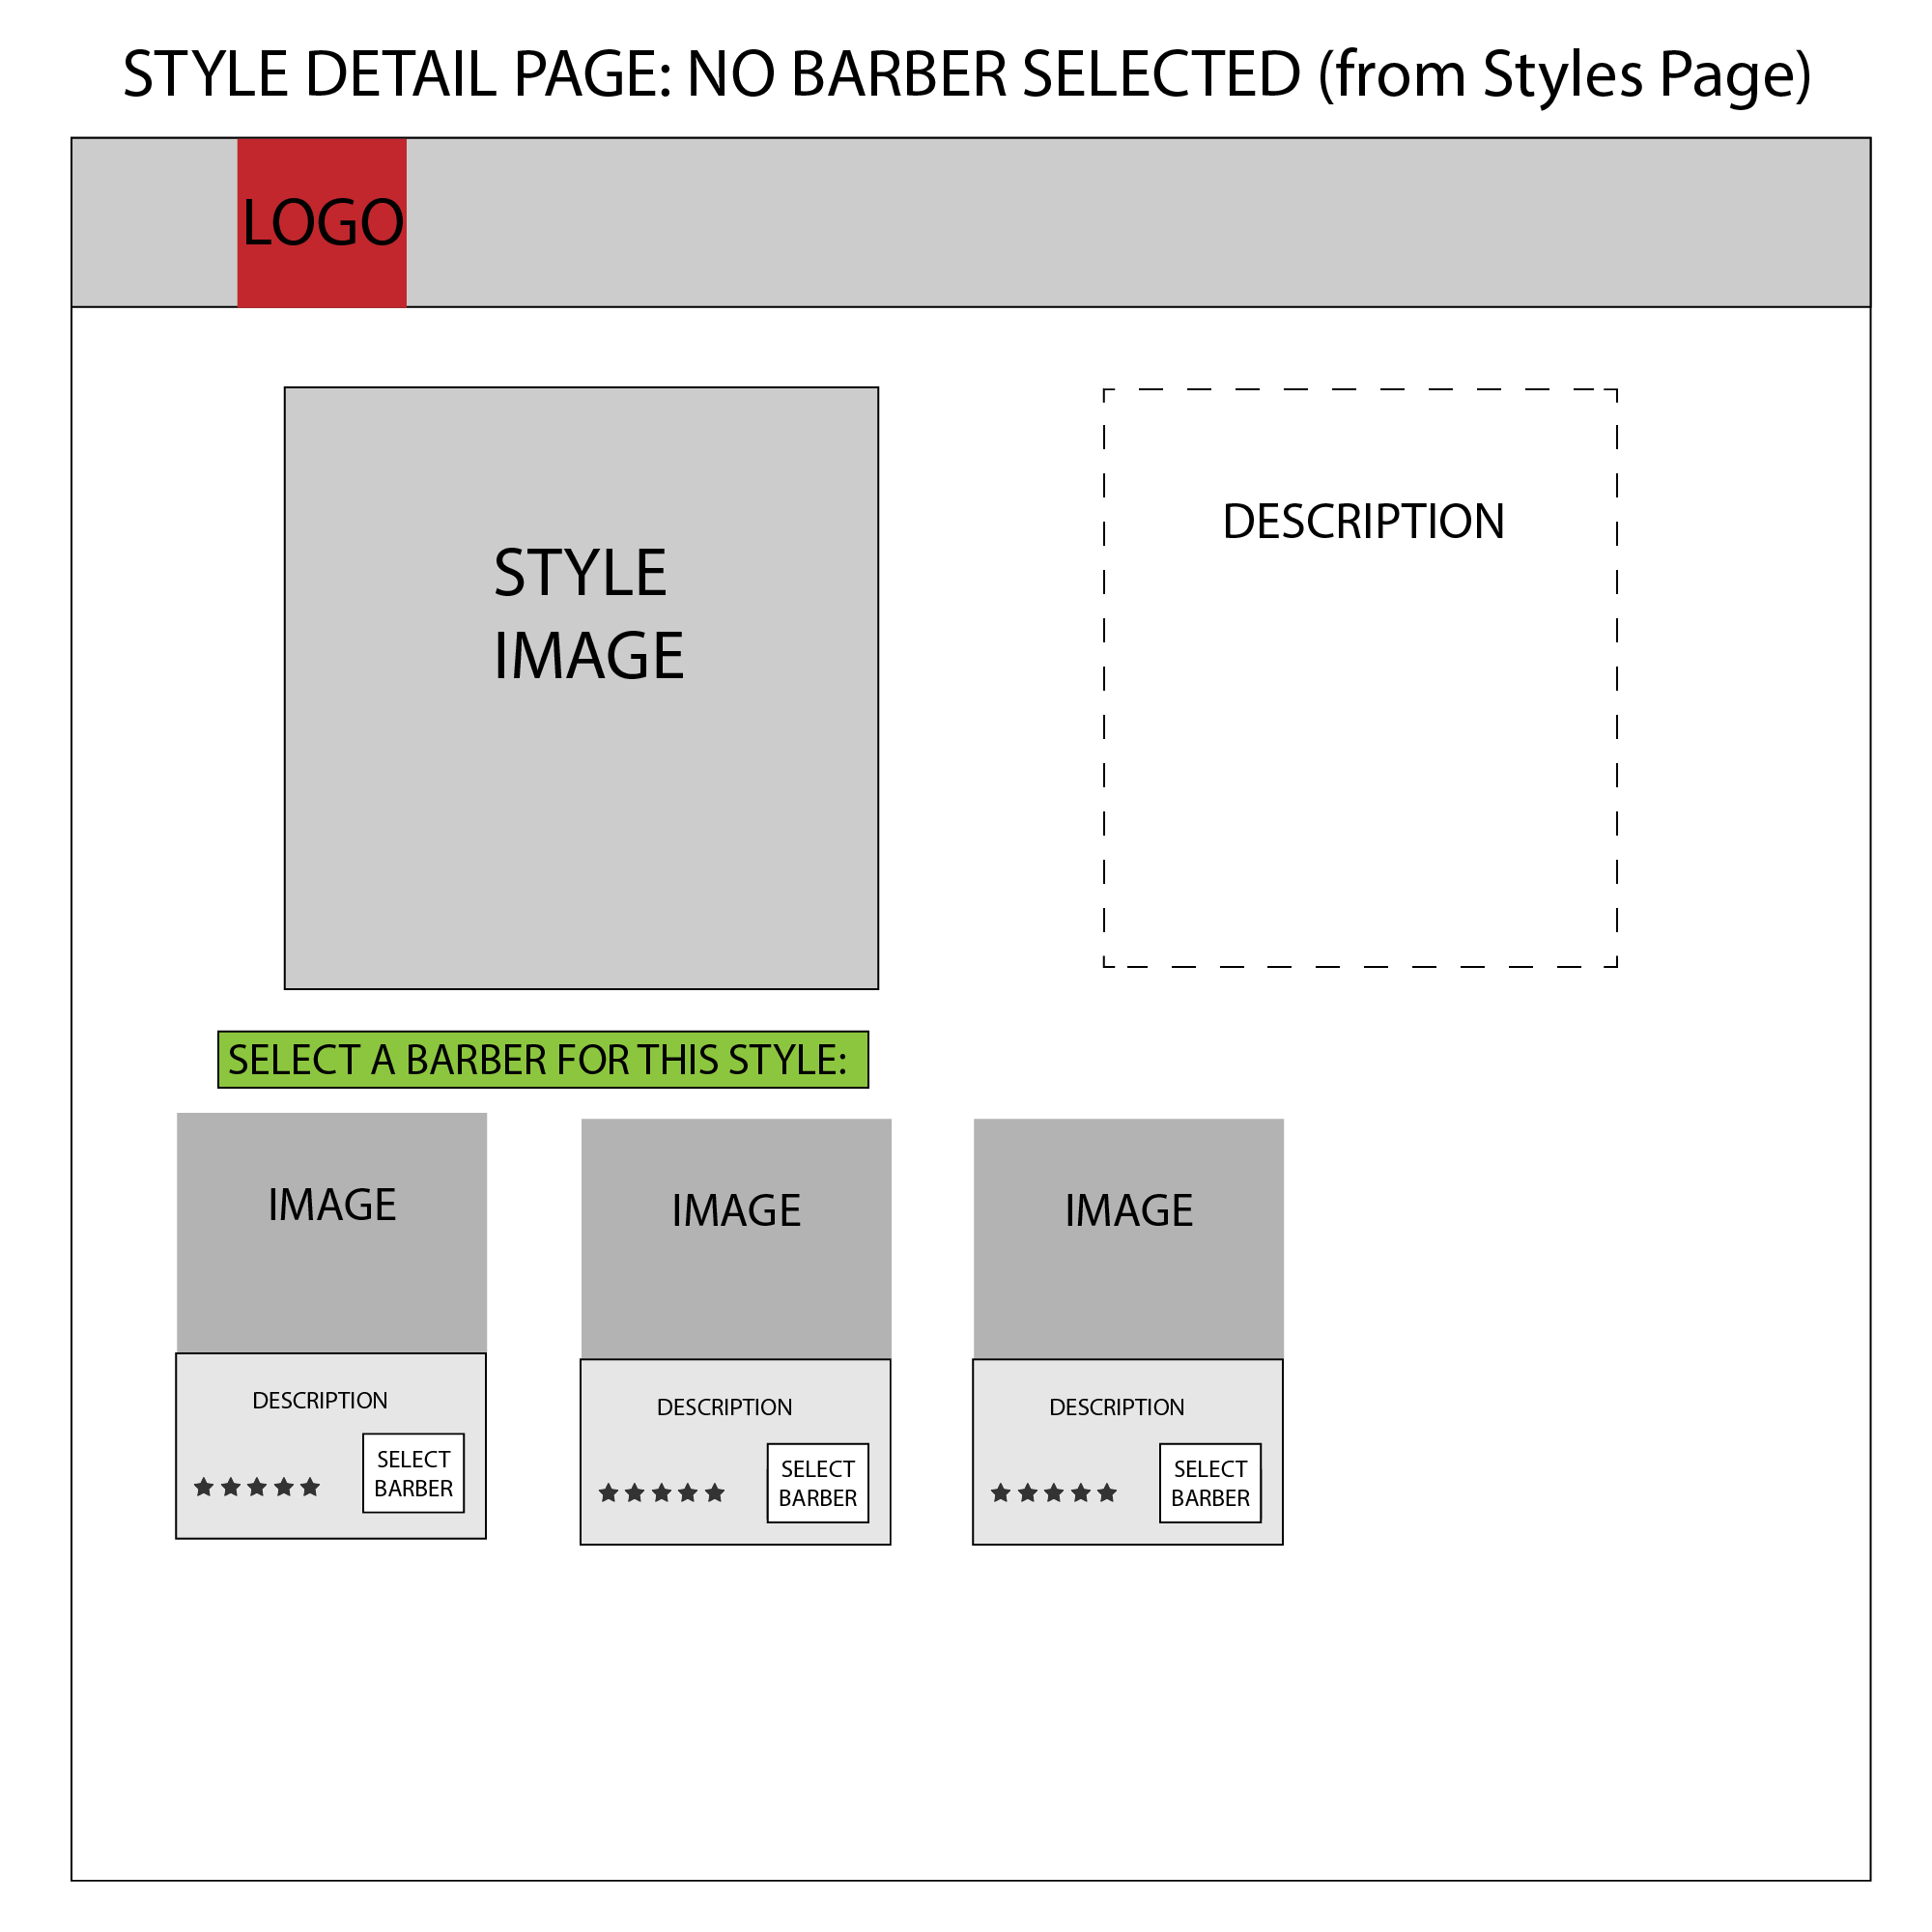 STYLE DETAIL PAGE: NO BARBER SELECTED (from Styles Page)
LOGO
STYLE
IMAGE
DESCRIPTION
SELECT A BARBER FOR THIS STYLE:
IMAGE
DESCRIPTION
SELECT
BARBER
IMAGE
DESCRIPTION
SELECT
BARBER
IMAGE
DESCRIPTION
SELECT
BARBER